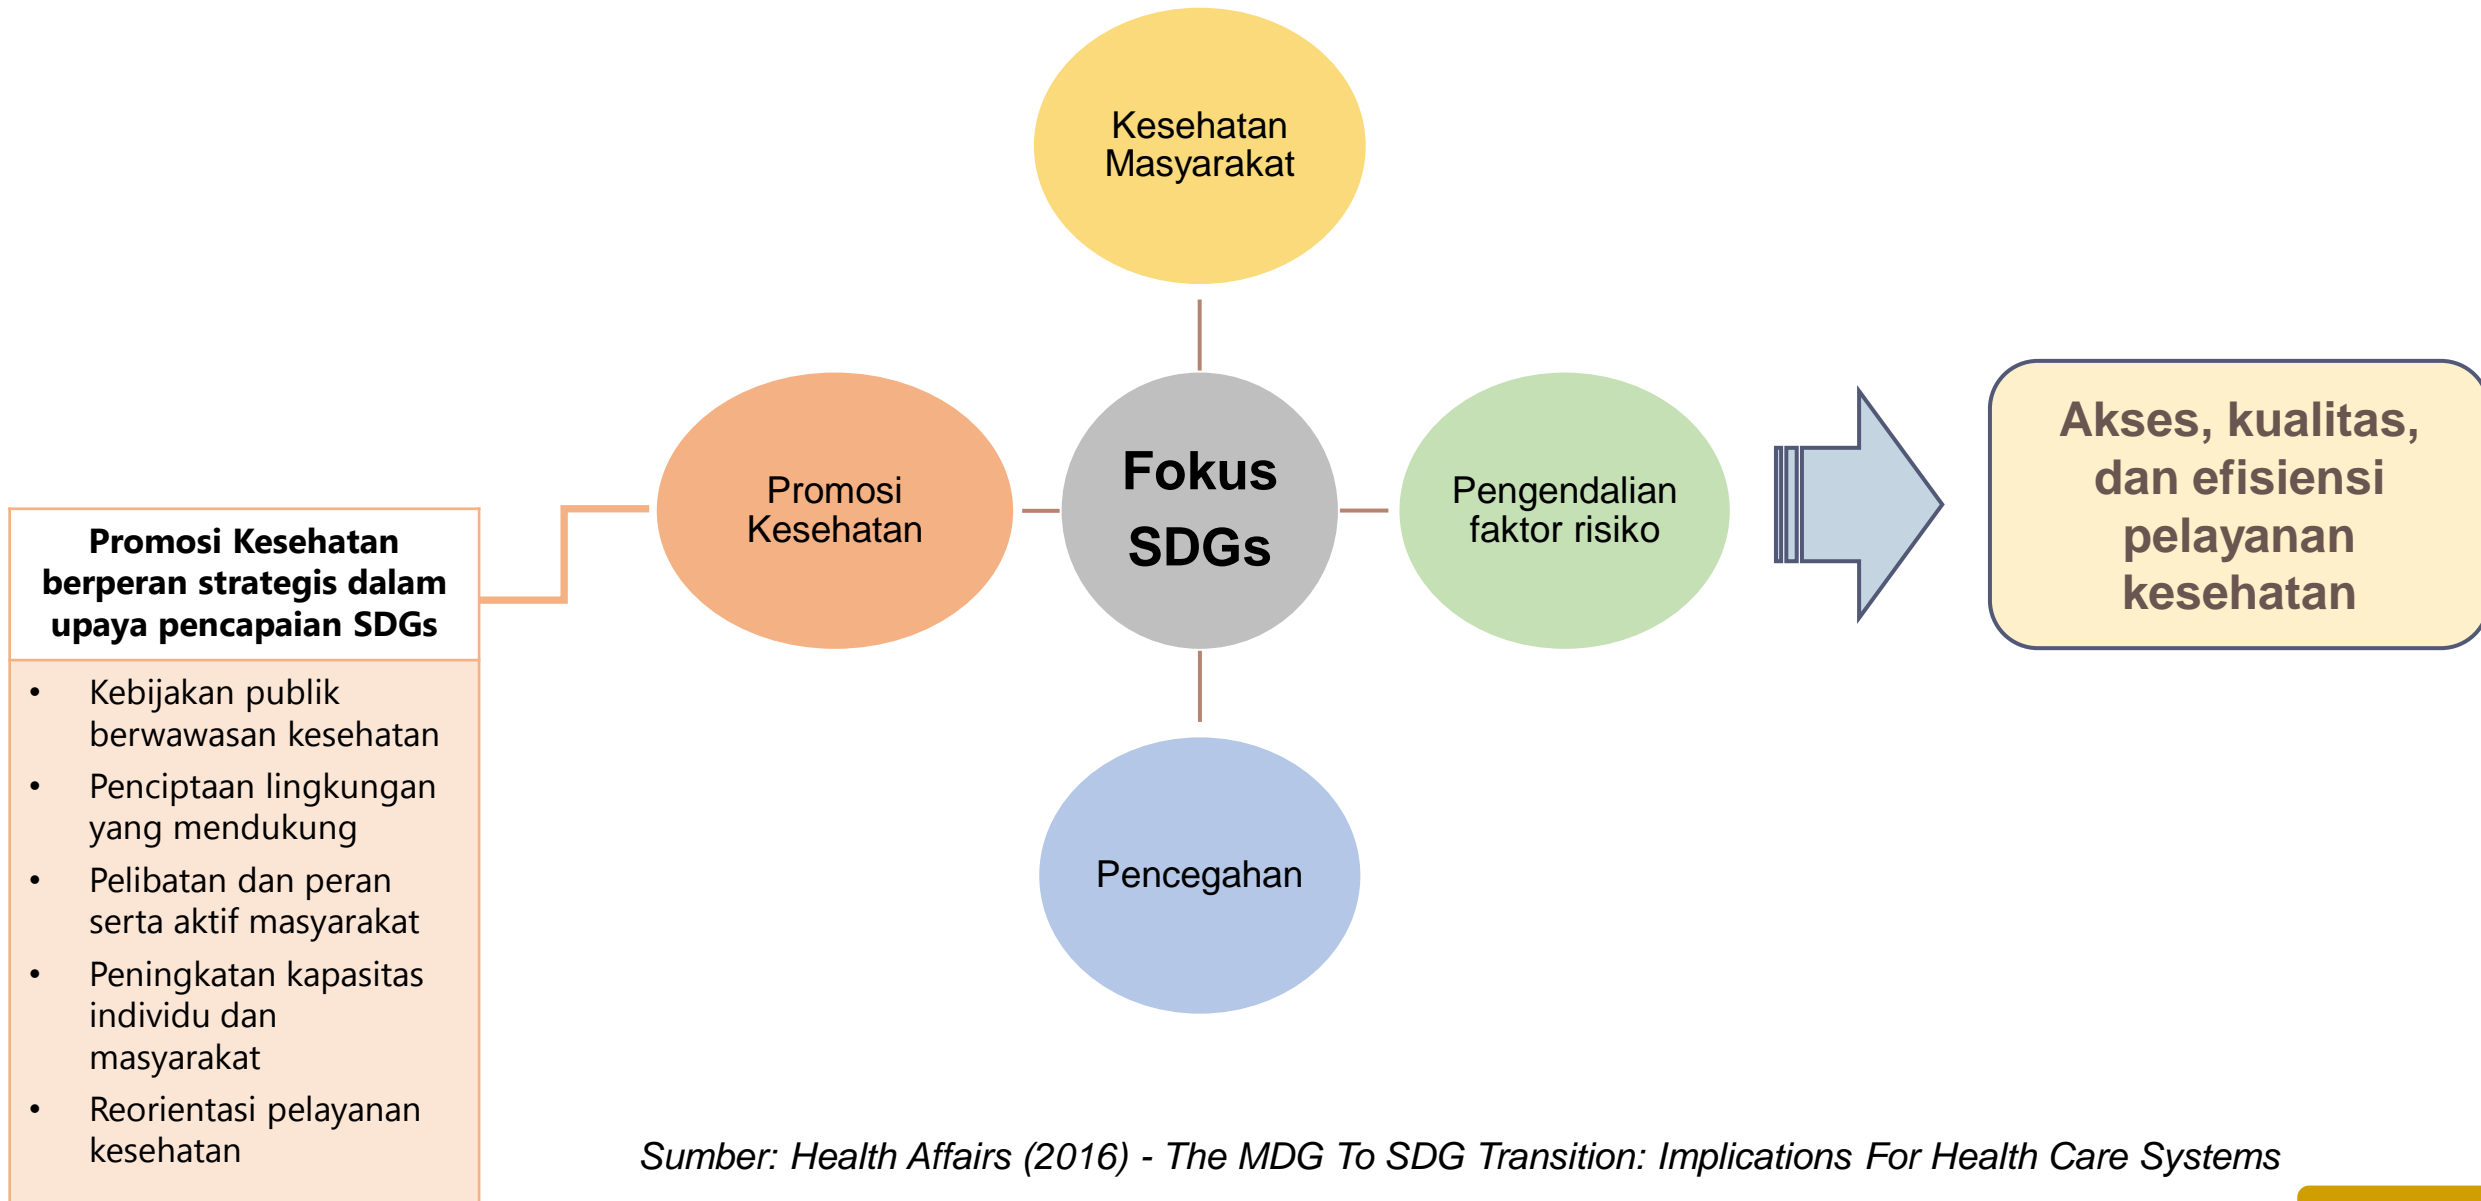 Kesehatan
Masyarakat
Promosi
Kesehatan
Fokus
SDGs
Pengendalian
faktor risiko
Akses, kualitas,
dan efisiensi
pelayanan
kesehatan
Pencegahan
Promosi Kesehatan
berperan strategis dalam
upaya pencapaian SDGs
• Kebijakan publik
berwawasan kesehatan
• Penciptaan lingkungan
yang mendukung
• Pelibatan dan peran
serta aktif masyarakat
• Peningkatan kapasitas
individu dan
masyarakat
• Reorientasi pelayanan
kesehatan
Sumber: Health Affairs (2016) - The MDG To SDG Transition: Implications For Health Care Systems